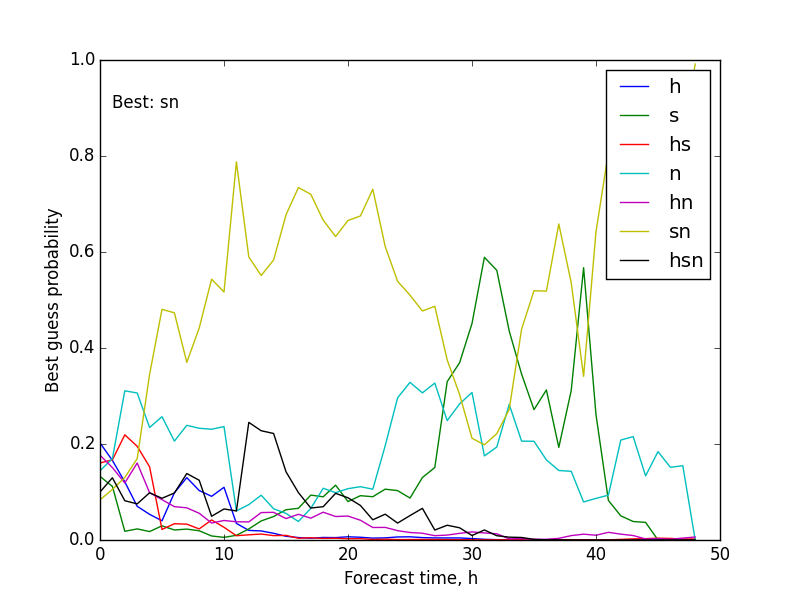 1.0
0.8
0.6
0.4
0.2
0.0
0
10
20
30
40
50
Best guess probability
Forecast time, h
Best: sn
h
s
hs
n
hn
sn
hsn